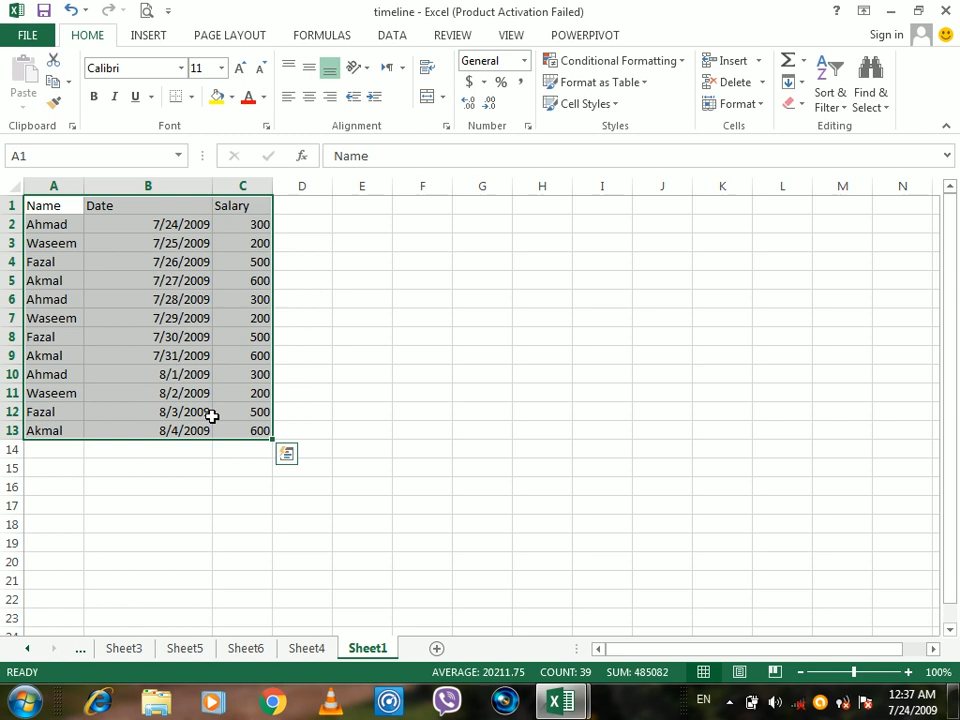 timeline - Excel (Product Activation Failed)
FILE HOME INSERT PAGE LAYOUT FORMULAS DATA REVIEW VIEW POWERPIVOT Sign in
Paste
Calibri 11
B I U A
General
$ % ,
Conditional Formatting
Format as Table
Cell Styles
Insert
Delete
Format
Sort & Filter
Find & Select
Clipboard Font Alignment Number Styles Cells Editing
A1 fx Name
A B C D E F G H I J K L M N
1 Name Date Salary
2 Ahmad 7/24/2009 300
3 Waseem 7/25/2009 200
4 Fazal 7/26/2009 500
5 Akmal 7/27/2009 600
6 Ahmad 7/28/2009 300
7 Waseem 7/29/2009 200
8 Fazal 7/30/2009 500
9 Akmal 7/31/2009 600
10 Ahmad 8/1/2009 300
11 Waseem 8/2/2009 200
12 Fazal 8/3/2009 500
13 Akmal 8/4/2009 600
14
15
16
17
18
19
20
21
22
23
... Sheet3 Sheet5 Sheet6 Sheet4 Sheet1
READY AVERAGE: 20211.75 COUNT: 39 SUM: 485082 100%
EN 12:37 AM
7/24/2009